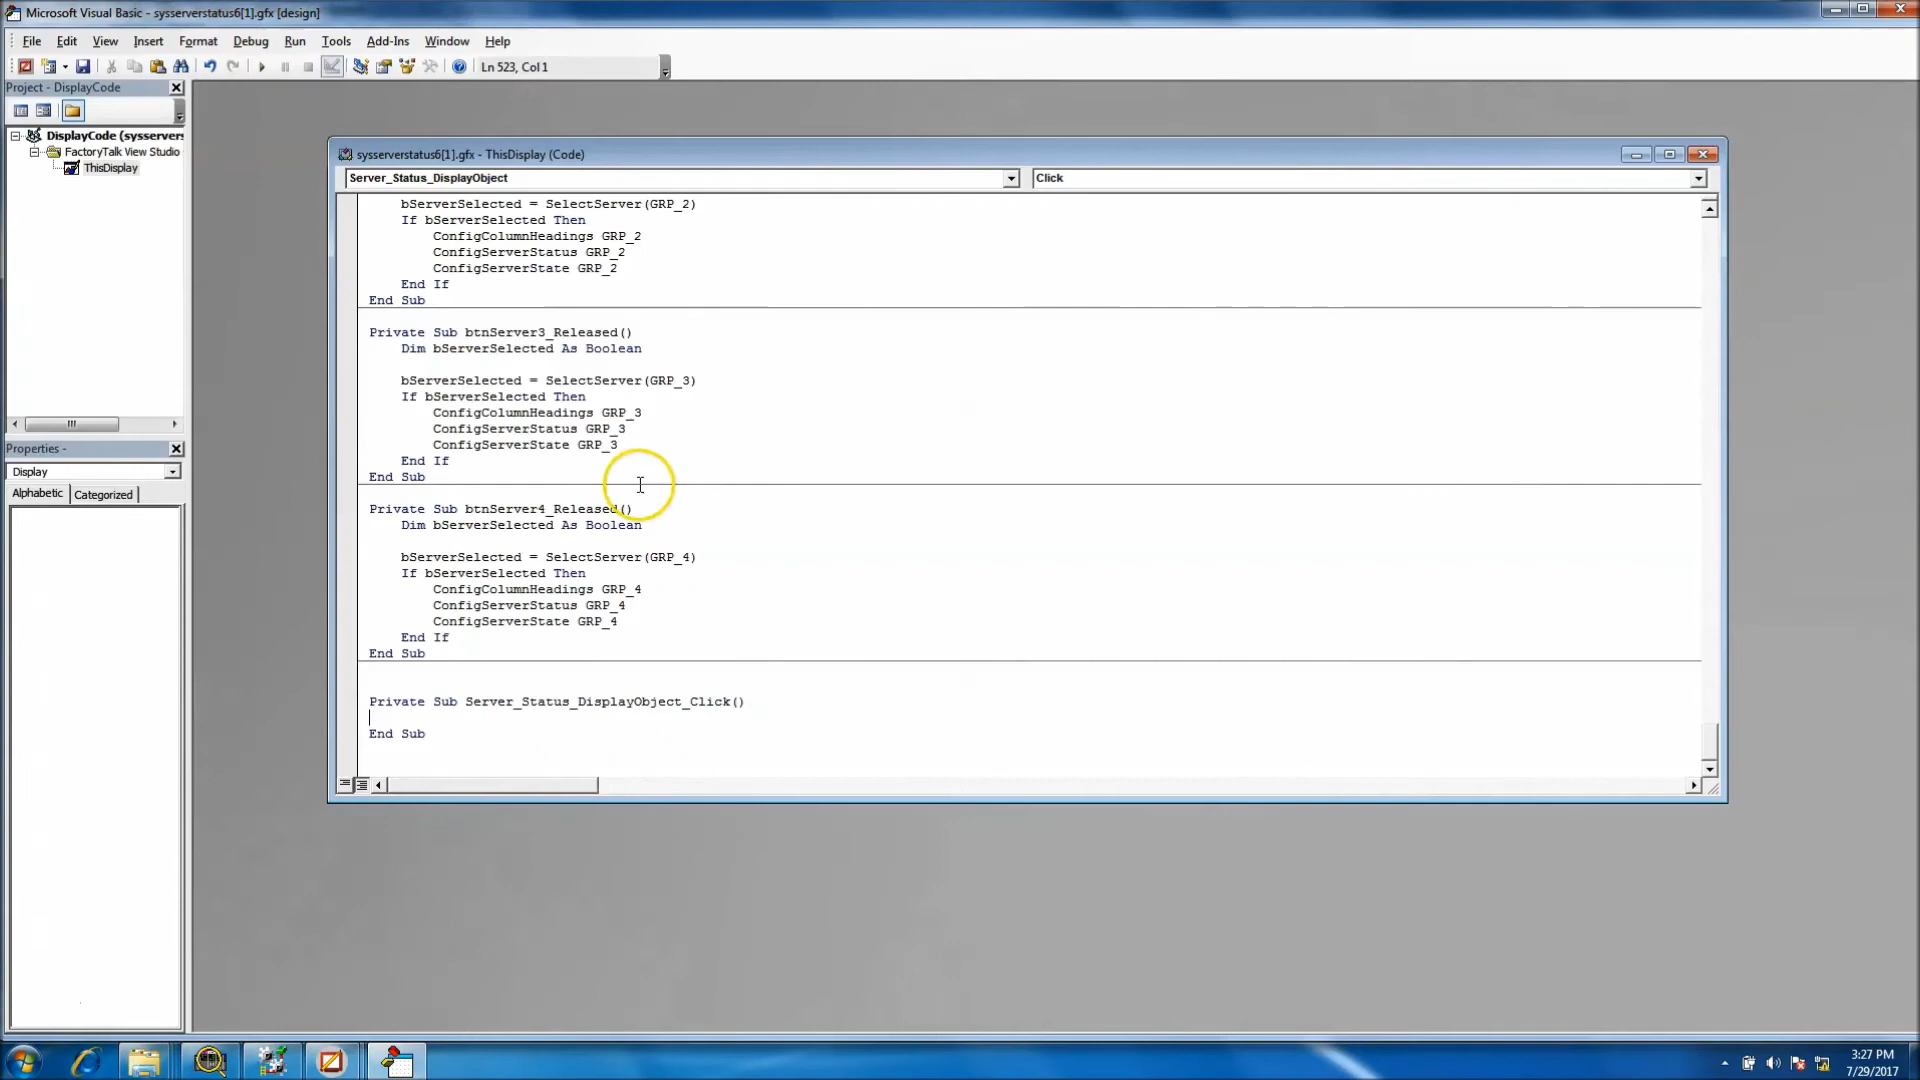 Microsoft Visual Basic - sysserverstatus6[1].gfx [design]
File Edit View Insert Format Debug Run Tools Add-Ins Window Help
Ln 523, Col 1
Project - DisplayCode
DisplayCode (sysservers
FactoryTalk View Studio
ThisDisplay
Properties -
Display
Alphabetic Categorized
sysserverstatus6[1].gfx - ThisDisplay (Code)
Server_Status_DisplayObject Click
bServerSelected = SelectServer(GRP_2)
If bServerSelected Then
ConfigColumnHeadings GRP_2
ConfigServerStatus GRP_2
ConfigServerState GRP_2
End If
End Sub
Private Sub btnServer3_Released()
Dim bServerSelected As Boolean
bServerSelected = SelectServer(GRP_3)
If bServerSelected Then
ConfigColumnHeadings GRP_3
ConfigServerStatus GRP_3
ConfigServerState GRP_3
End If
End Sub
Private Sub btnServer4_Released()
Dim bServerSelected As Boolean
bServerSelected = SelectServer(GRP_4)
If bServerSelected Then
ConfigColumnHeadings GRP_4
ConfigServerStatus GRP_4
ConfigServerState GRP_4
End If
End Sub
Private Sub Server_Status_DisplayObject_Click()
End Sub
3:27 PM
7/29/2017